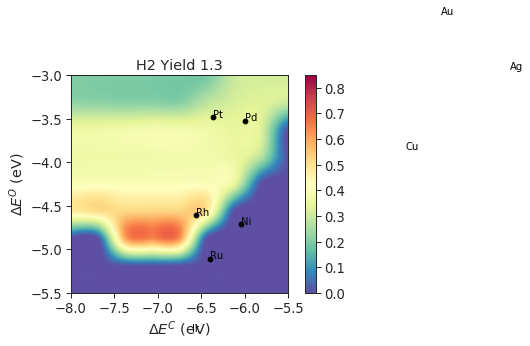 Au
Ag
H2 Yield 1.3
−3.0
−3.5
−4.0
−4.5
−5.0
−5.5
ΔE^O (eV)
Pt
Pd
Cu
Rh
Ni
Ru
−8.0 −7.5 −7.0 −6.5 −6.0 −5.5
ΔE^C (eV)
Ir
0.8
0.7
0.6
0.5
0.4
0.3
0.2
0.1
0.0